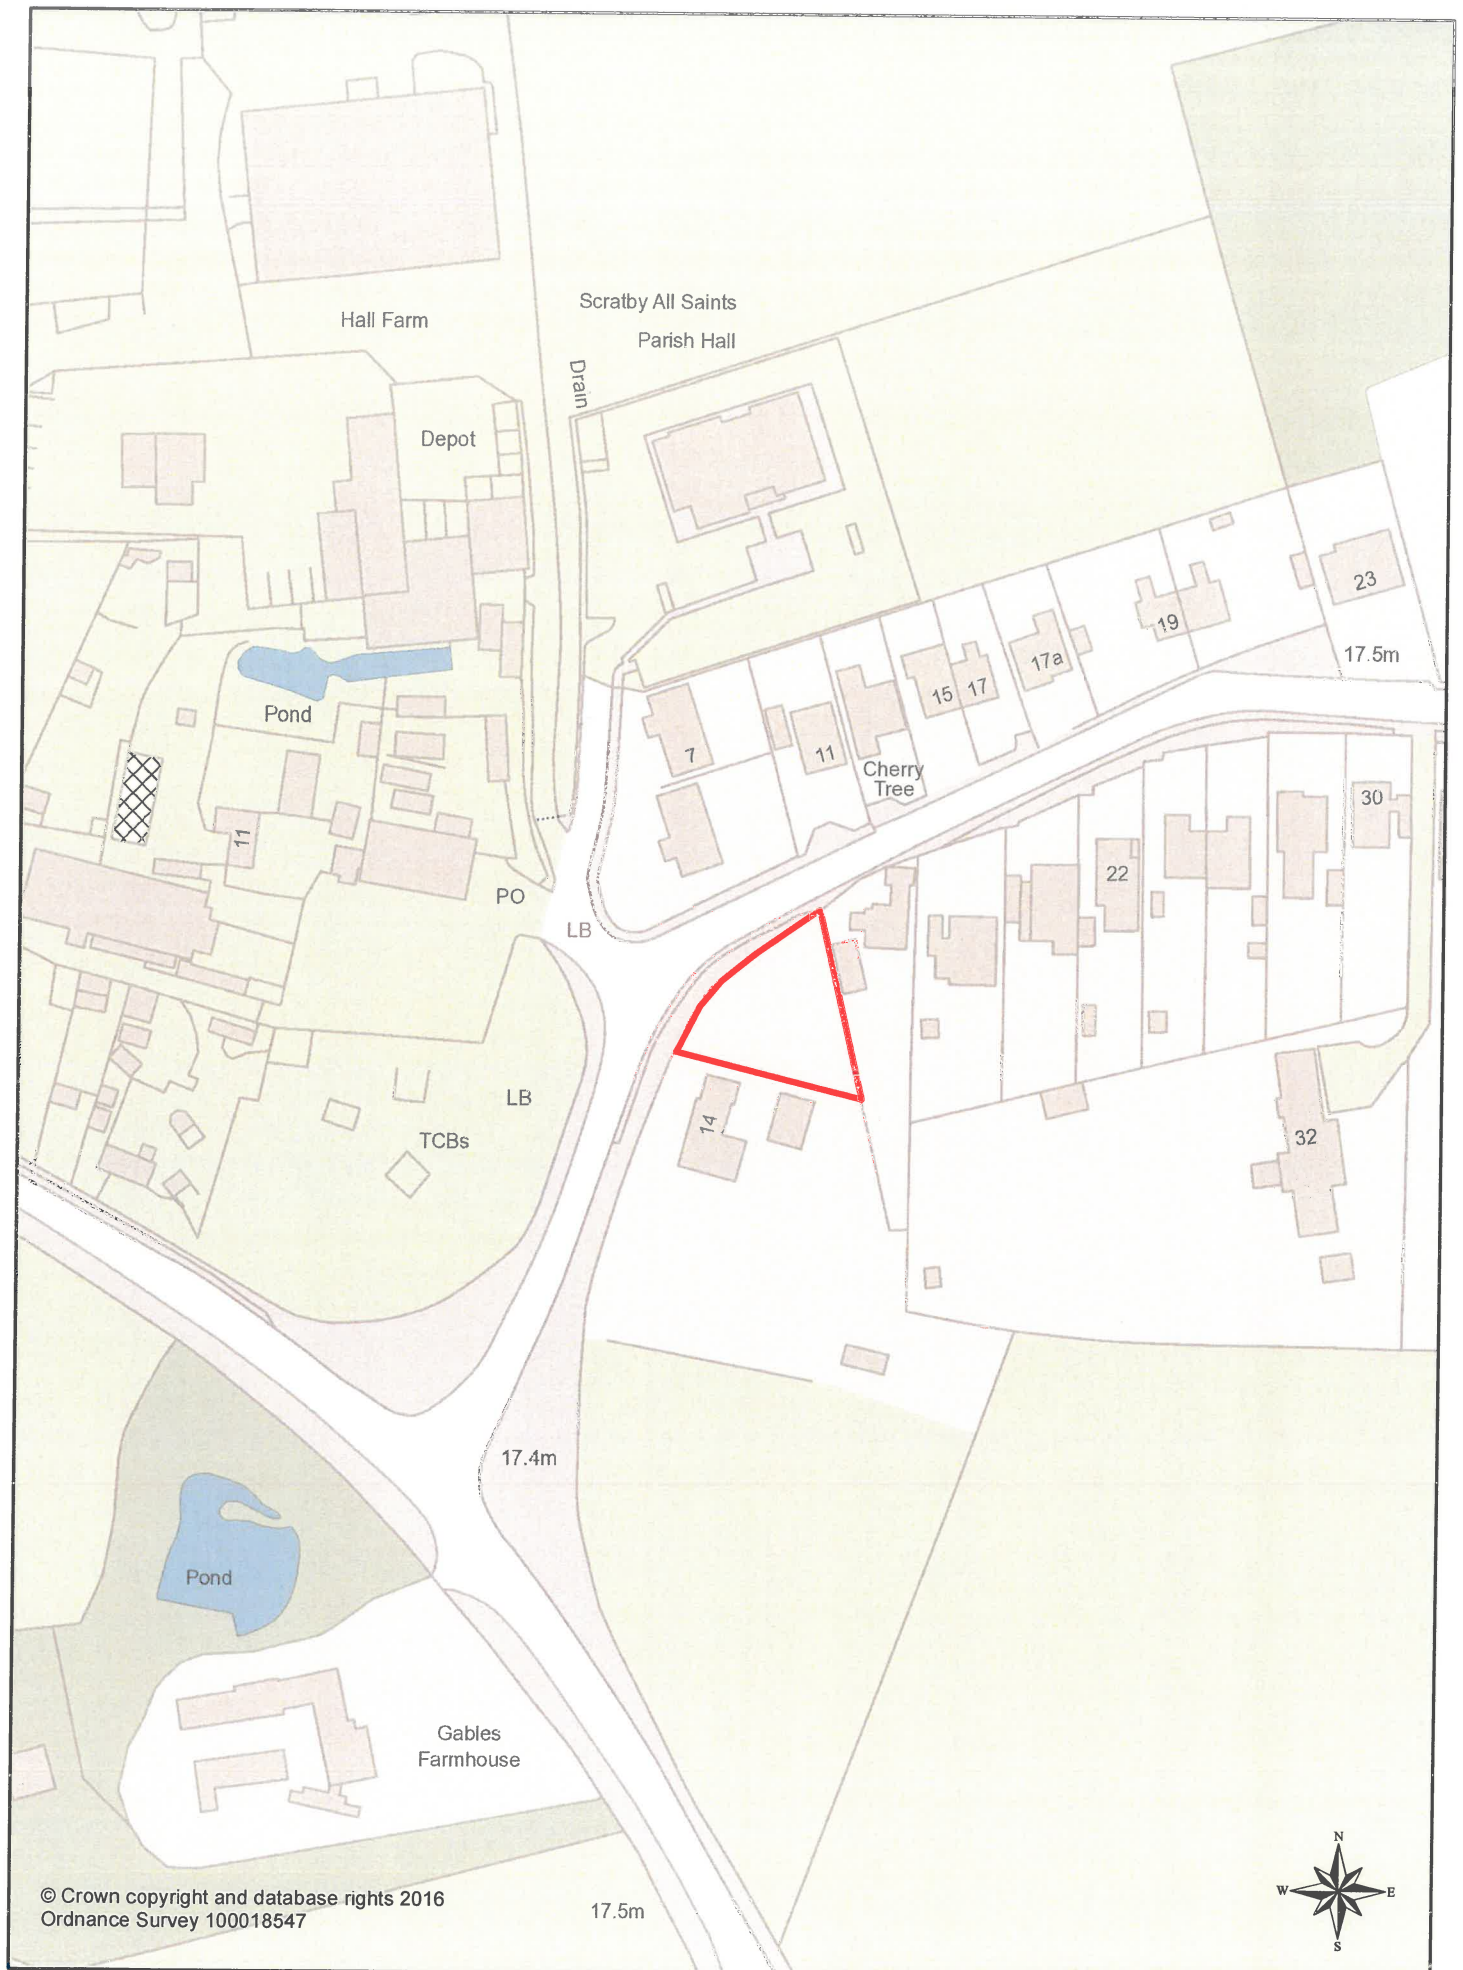 Scratby All Saints
Parish Hall
Hall Farm
Drain
Depot
23
19
17.5m
17a
15
17
Pond
7
11
Cherry
Tree
30
11
22
PO
LB
LB
14
TCBs
32
17.4m
Pond
Gables
Farmhouse
© Crown copyright and database rights 2016
Ordnance Survey 100018547
17.5m
N
W
E
S